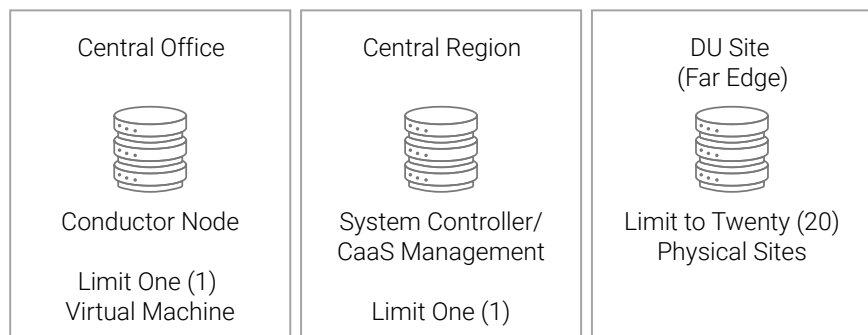 Central Office
Conductor Node
Limit One (1)
Virtual Machine
Central Region
System Controller/
CaaS Management
Limit One (1)
DU Site
(Far Edge)
Limit to Twenty (20)
Physical Sites